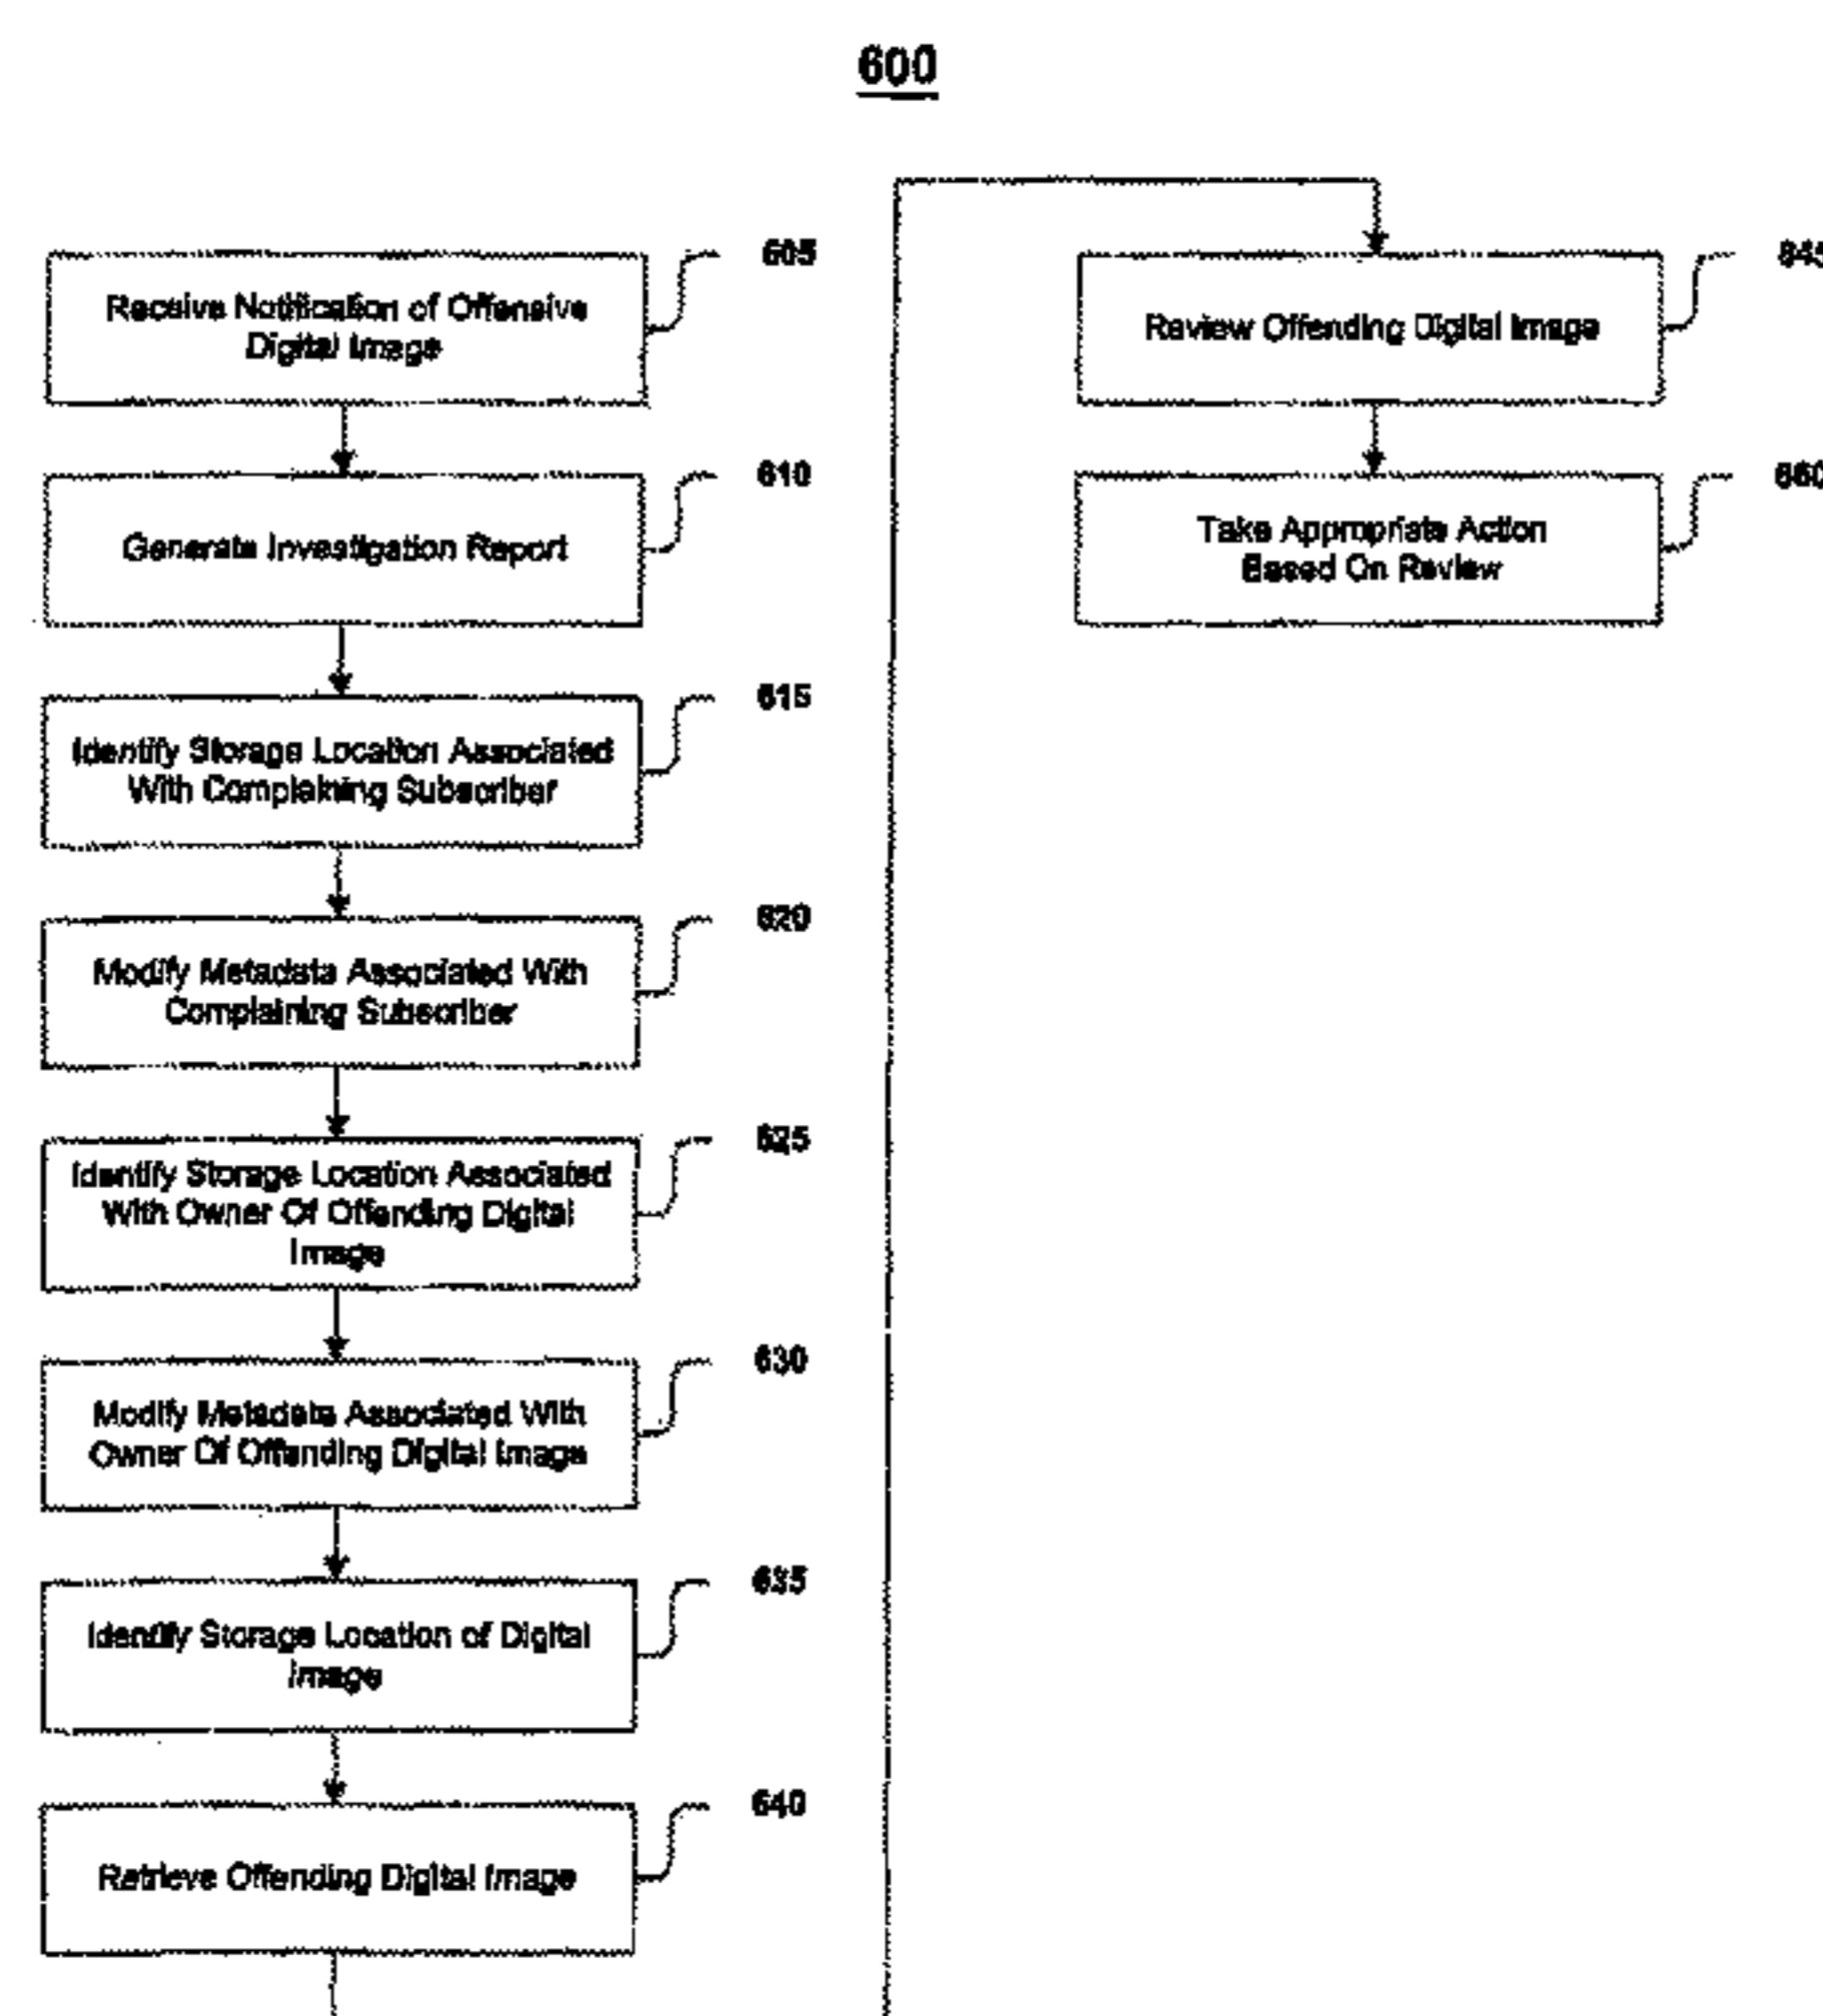 600
605
Receive Notification of Offensive
Digital Image
610
Generate Investigation Report
615
Identify Storage Location Associated
With Complaining Subscriber
620
Modify Metadata Associated With
Complaining Subscriber
625
Identify Storage Location Associated
With Owner Of Offending Digital
Image
630
Modify Metadata Associated With
Owner Of Offending Digital Image
635
Identify Storage Location of Digital
Image
640
Retrieve Offending Digital Image
Review Offending Digital Image
Take Appropriate Action
Based On Review